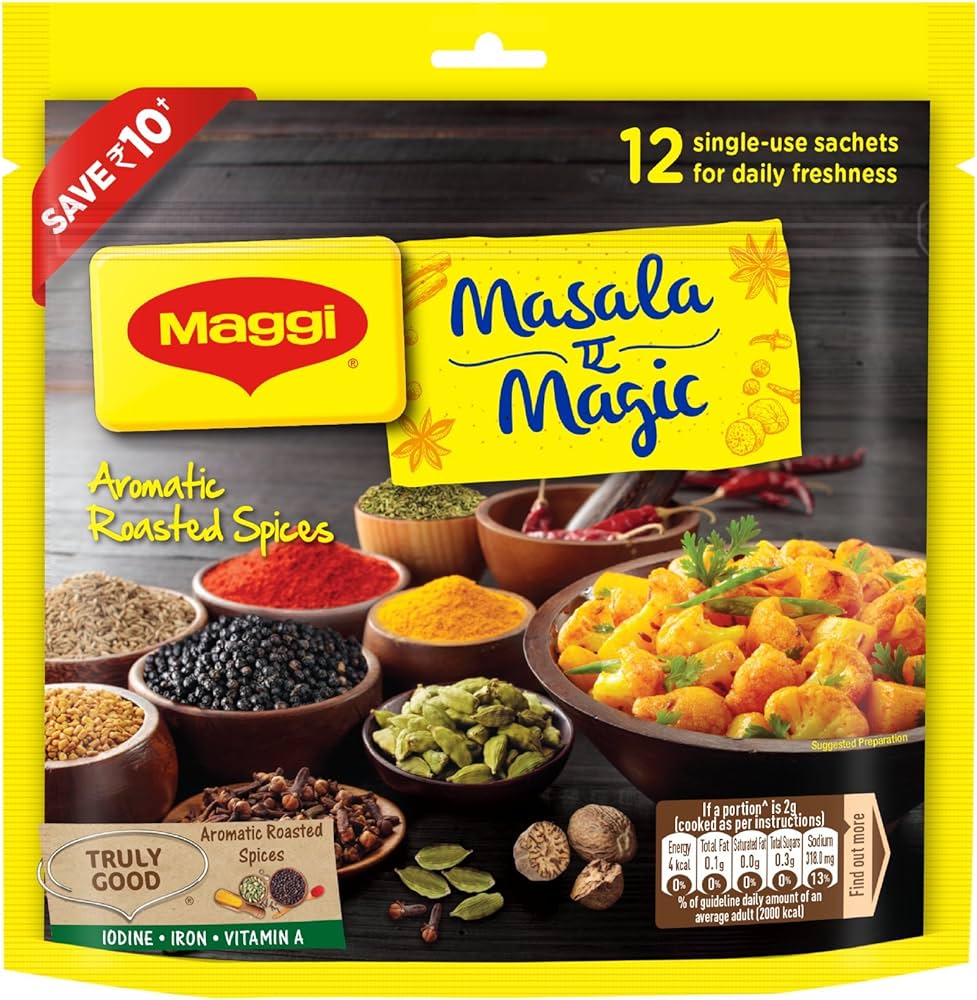 SAVE ₹10†
12 single-use sachets
for daily freshness
Maggi
®
Masala
ए
Magic
Aromatic
Roasted Spices
Suggested Preparation
If a portion^ is 2g
(cooked as per instructions)
Energy Total Fat Saturated Fat Total Sugars Sodium
4 kcal 0.1g 0.0g 0.3g 318.0 mg
0% 0% 0% 0% 13%
% of guideline daily amount of an
average adult (2000 kcal)
Find out more
TRULY
GOOD
®
Aromatic Roasted
Spices
IODINE • IRON • VITAMIN A